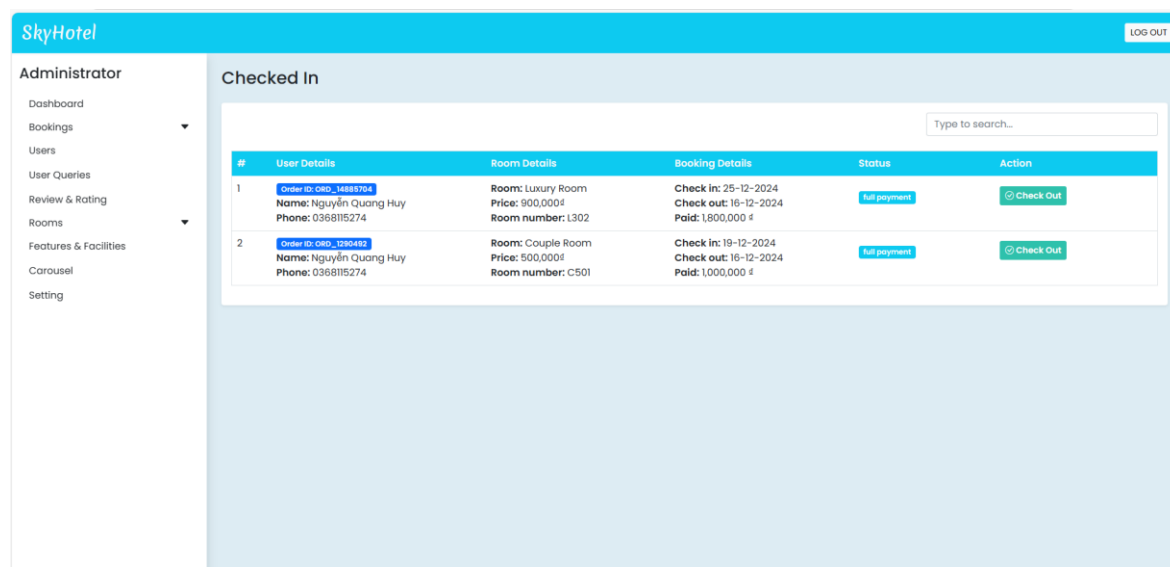 SkyHotel
LOG OUT
Administrator
Dashboard
Bookings
Users
User Queries
Review & Rating
Rooms
Features & Facilities
Carousel
Setting
Checked In
Type to search...
# User Details Room Details Booking Details Status Action
1 Order ID: ORD_14885704 Room: Luxury Room Check in: 25-12-2024 full payment Check Out
Name: Nguyễn Quang Huy Price: 900,000₫ Check out: 16-12-2024
Phone: 0368115274 Room number: L302 Paid: 1,800,000 ₫
2 Order ID: ORD_1290492 Room: Couple Room Check in: 19-12-2024 full payment Check Out
Name: Nguyễn Quang Huy Price: 500,000₫ Check out: 16-12-2024
Phone: 0368115274 Room number: C501 Paid: 1,000,000 ₫